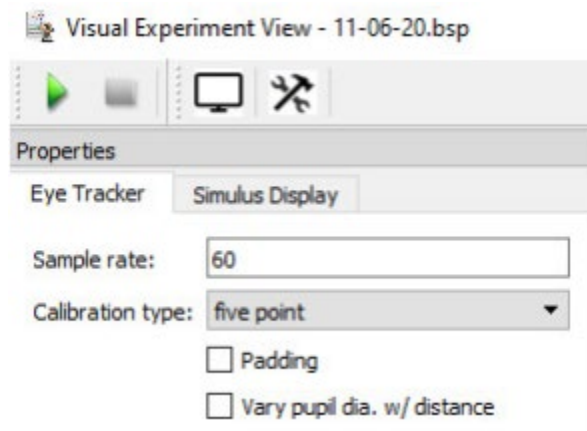 Visual Experiment View - 11-06-20.bsp
Properties
Eye Tracker Simulus Display
Sample rate: 60
Calibration type: five point
Padding
Vary pupil dia. w/ distance